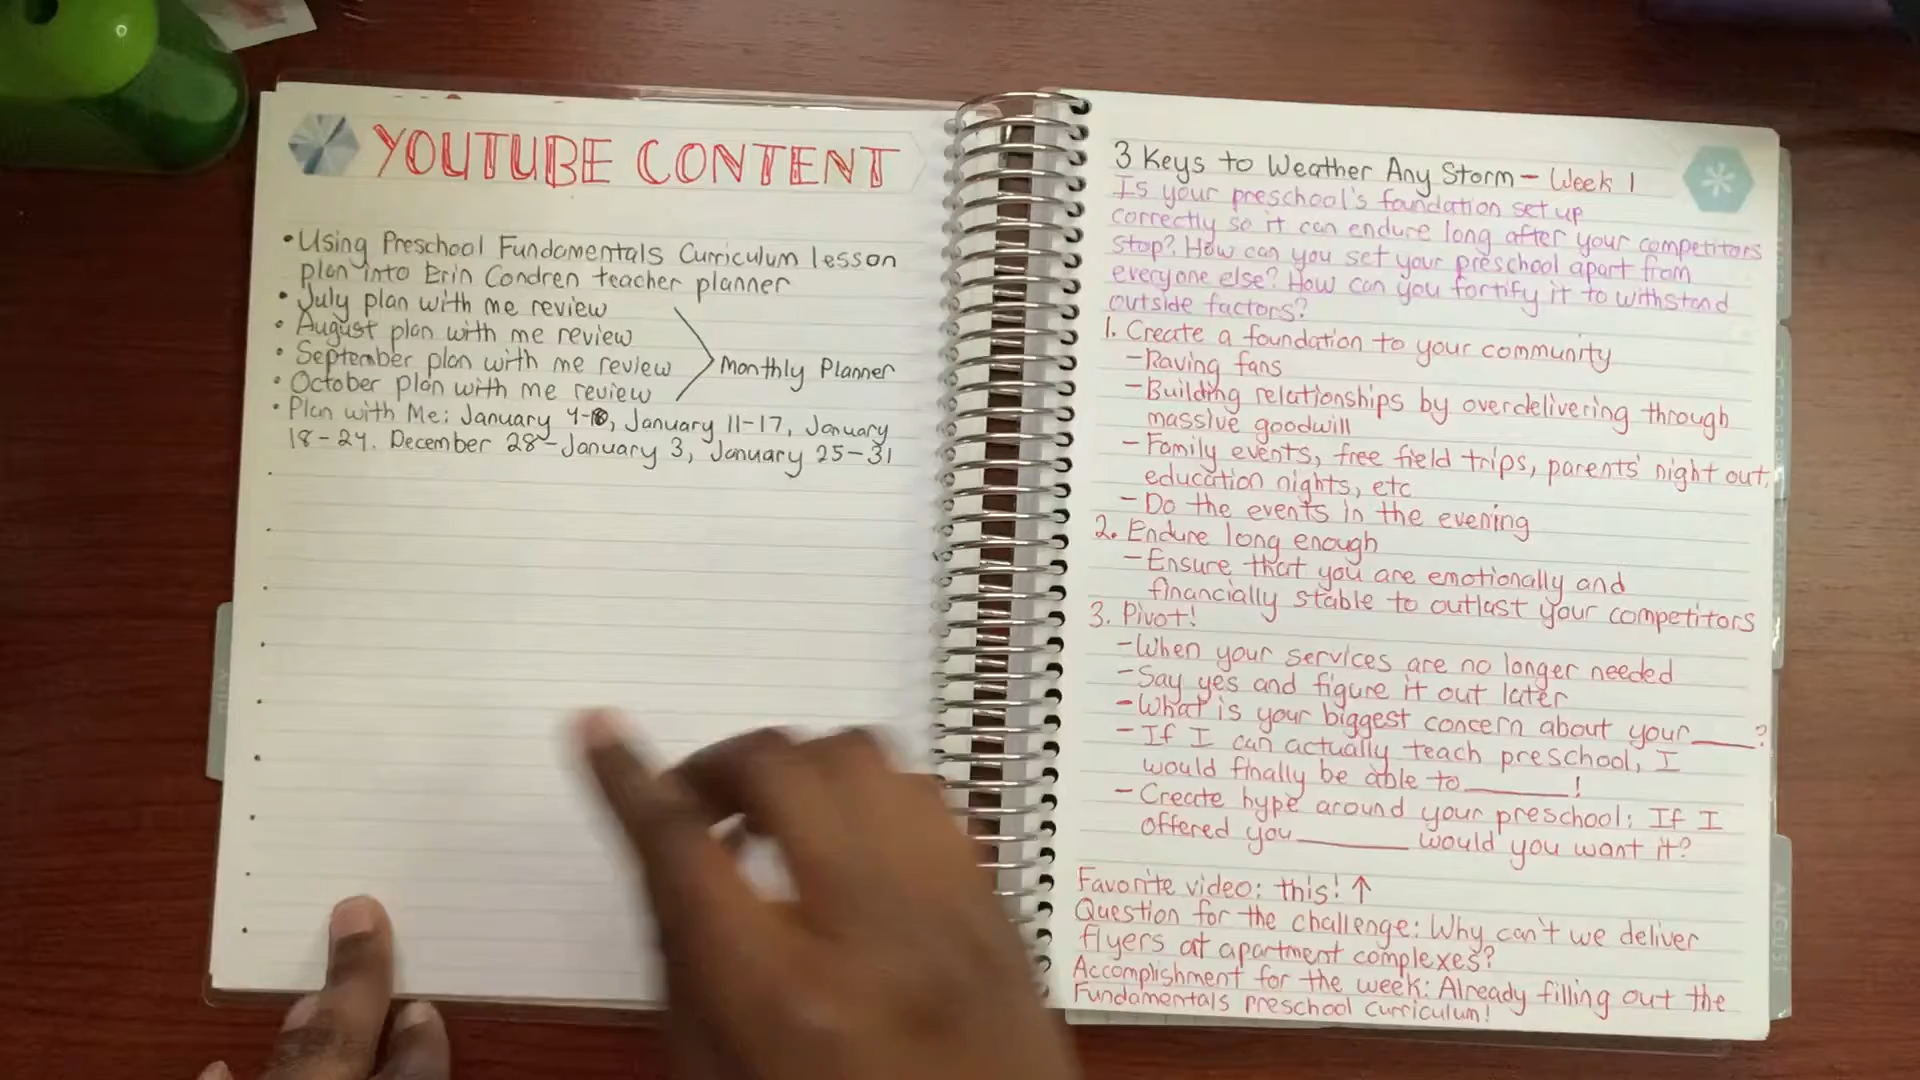 YOUTUBE CONTENT
•Using Preschool Fundamentals Curriculum lesson
plan into Erin Condren teacher planner
• July plan with me review
• August plan with me review
• September plan with me review
• October plan with me review
Monthly Planner
• Plan with Me: January 4-10, January 11-17, January
18-24. December 28-January 3, January 25-31
3 Keys to Weather Any Storm - Week 1
Is your preschool's foundation set up
correctly so it can endure long after your competitors
stop? How can you set your preschool apart from
everyone else? How can you fortify it to withstand
outside factors?
1. Create a foundation to your community
-Raving fans
-Building relationships by overdelivering through
massive goodwill
-Family events, free field trips, parents' night out,
education nights, etc
- Do the events in the evening
2. Endure long enough
-Ensure that you are emotionally and
financially stable to outlast your competitors
3. Pivot!
-When your services are no longer needed
-Say yes and figure it out later
-What is your biggest concern about your____?
-If I can actually teach preschool, I
would finally be able to_______!
-Create hype around your preschool: If I
offered you_______ would you want it?
Favorite video: this! ↑
Question for the challenge: Why can't we deliver
flyers at apartment complexes?
Accomplishment for the week: Already filling out the
Fundamentals preschool curriculum!
AUGUST